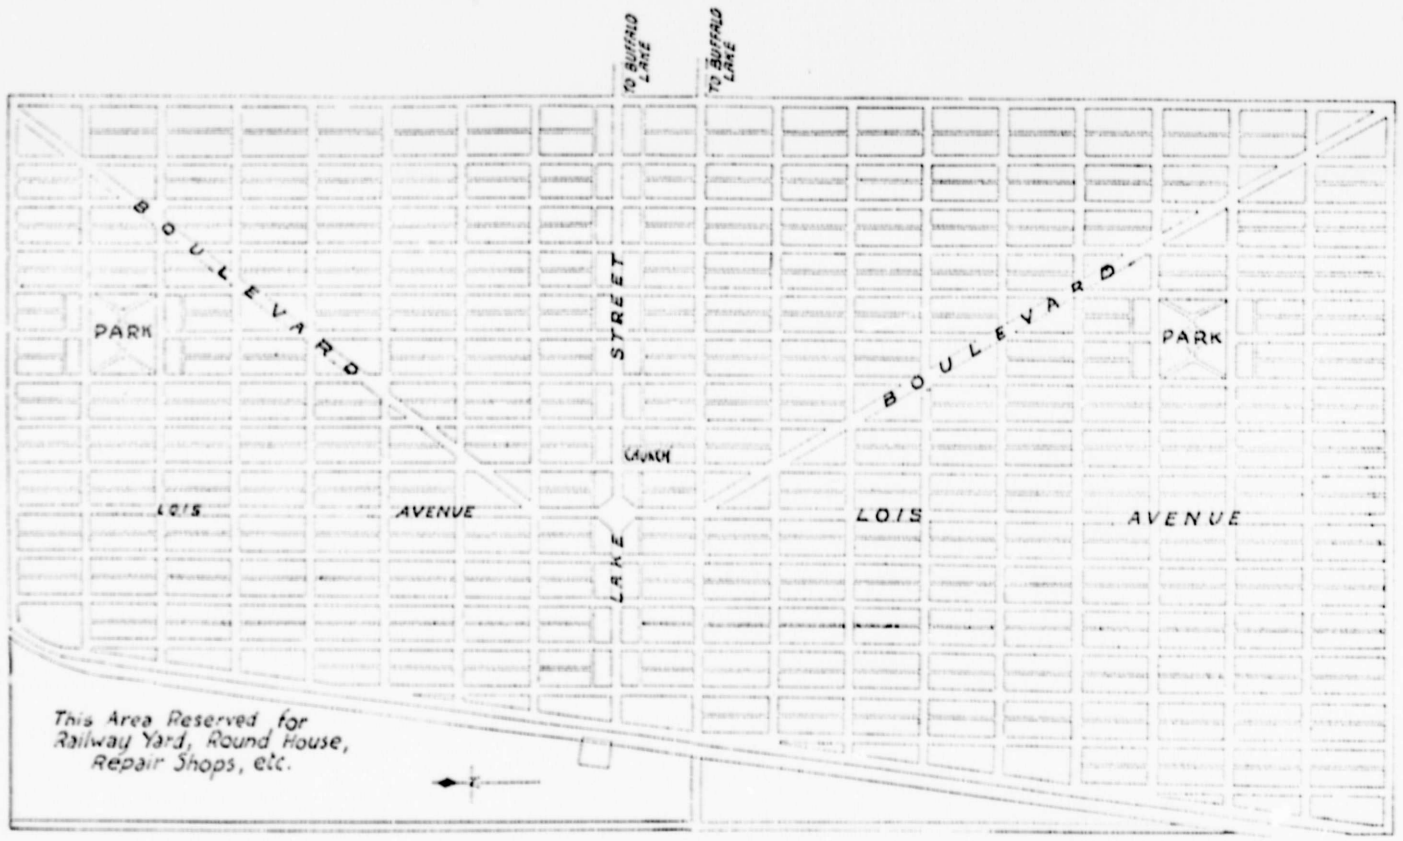 TO BUFFALO
LAKE
TO BUFFALO
LAKE
BOULEVARD
BOULEVARD
PARK
PARK
LAKE STREET
CHURCH
LOIS AVENUE
LOIS AVENUE
This Area Reserved for
Railway Yard, Round House,
Repair Shops, etc.